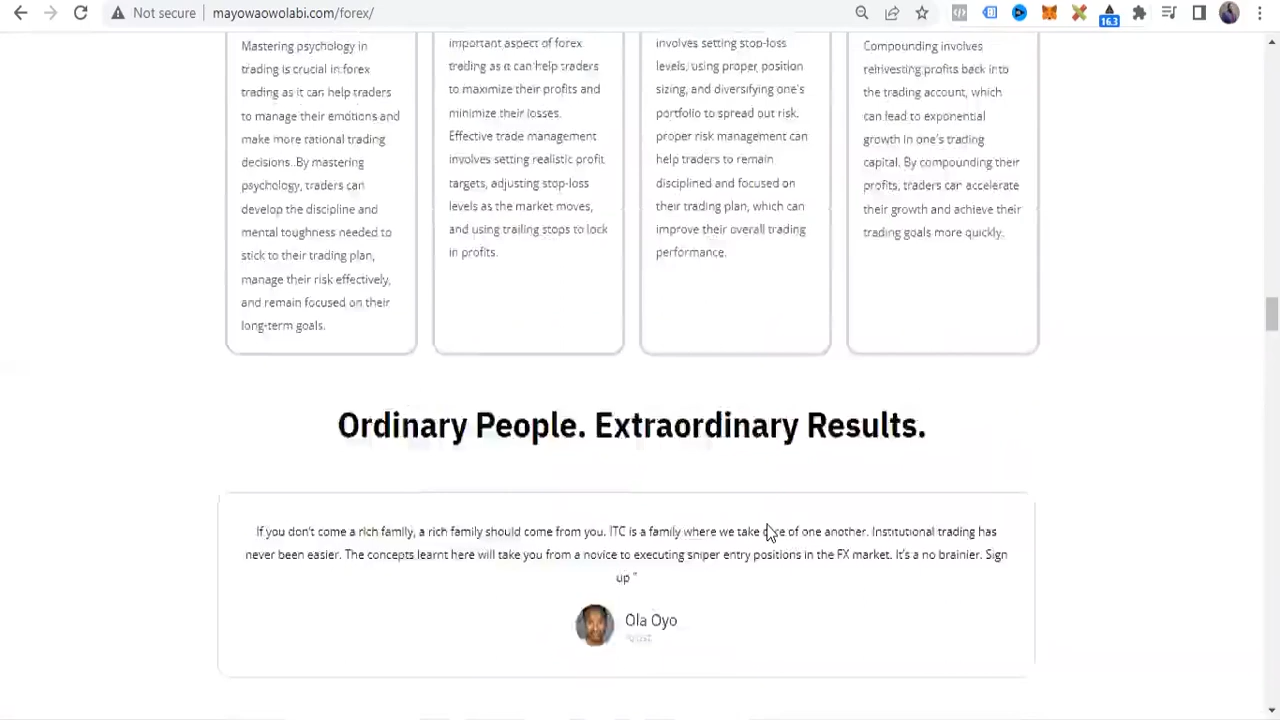 Not secure
mayowaowolabi.com/forex/
16.3
Mastering psychology in
trading is crucial in forex
trading as it can help traders
to manage their emotions and
make more rational trading
decisions. By mastering
psychology, traders can
develop the discipline and
mental toughness needed to
stick to their trading plan,
manage their risk effectively,
and remain focused on their
long-term goals.
important aspect of forex
trading as it can help traders
to maximize their profits and
minimize their losses.
Effective trade management
involves setting realistic profit
targets, adjusting stop-loss
levels as the market moves,
and using trailing stops to lock
in profits.
involves setting stop-loss
levels, using proper position
sizing, and diversifying one's
portfolio to spread out risk.
proper risk management can
help traders to remain
disciplined and focused on
their trading plan, which can
improve their overall trading
performance.
Compounding involves
reinvesting profits back into
the trading account, which
can lead to exponential
growth in one's trading
capital. By compounding their
profits, traders can accelerate
their growth and achieve their
trading goals more quickly.
Ordinary People. Extraordinary Results.
If you don't come a rich family, a rich family should come from you. ITC is a family where we take care of one another. Institutional trading has
never been easier. The concepts learnt here will take you from a novice to executing sniper entry positions in the FX market. It's a no brainier. Sign
up "
Ola Oyo